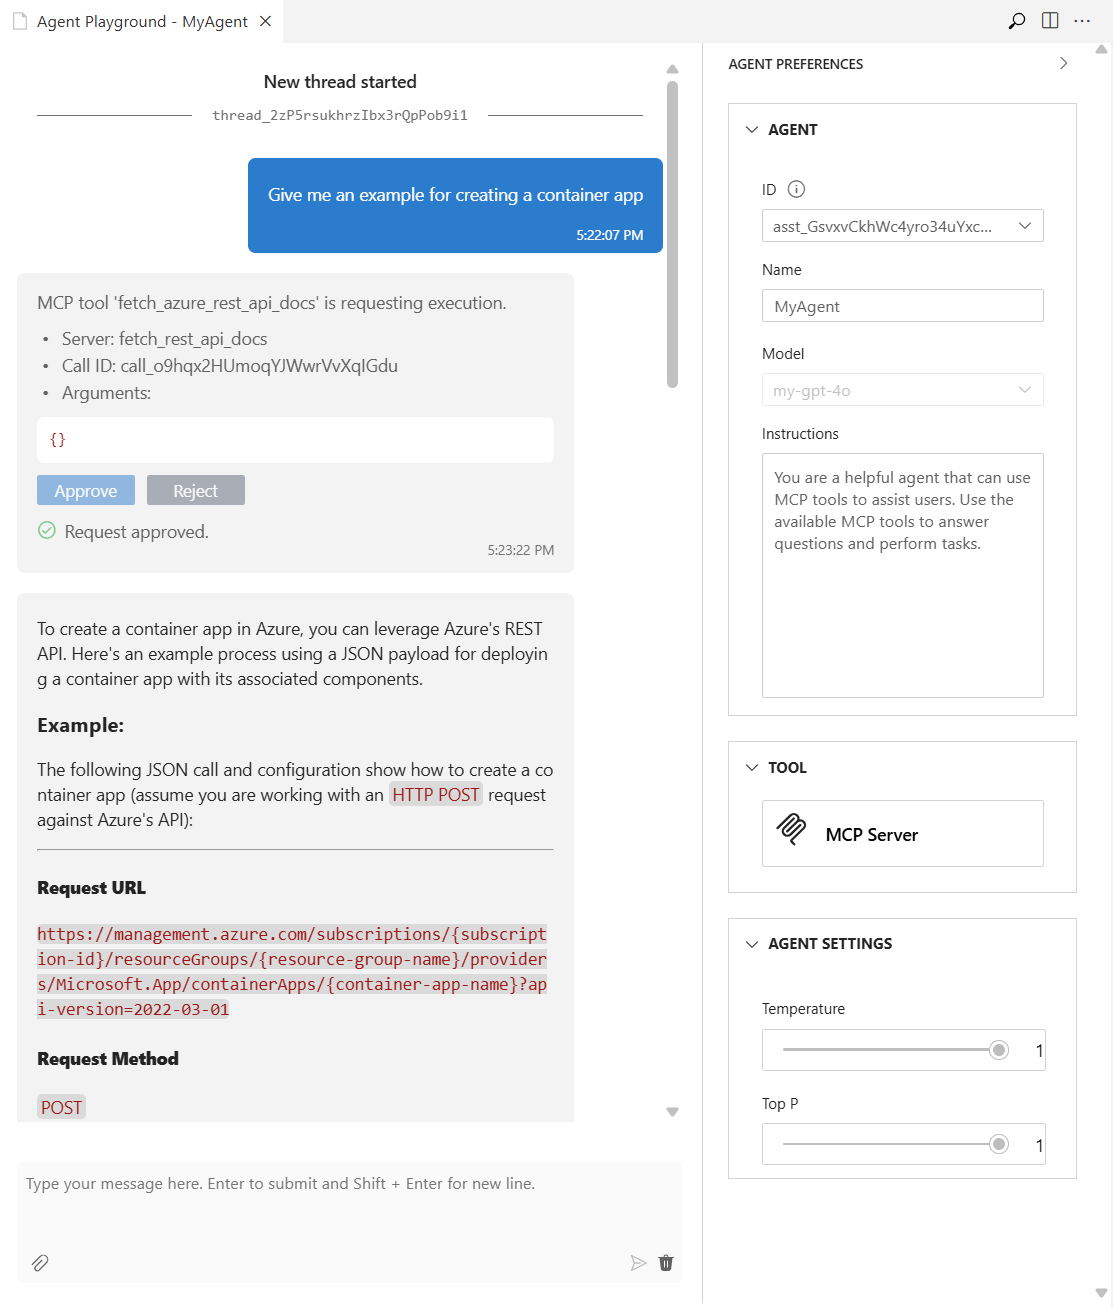 Agent Playground - MyAgent
New thread started
thread_2zP5rsukhrzIbx3rQpPob9i1
Give me an example for creating a container app
5:22:07 PM
MCP tool 'fetch_azure_rest_api_docs' is requesting execution.
• Server: fetch_rest_api_docs
• Call ID: call_o9hqx2HUmoqYJWwrVvXqIGdu
• Arguments:
{}
Approve Reject
Request approved.
5:23:22 PM
To create a container app in Azure, you can leverage Azure's REST
API. Here's an example process using a JSON payload for deployin
g a container app with its associated components.
Example:
The following JSON call and configuration show how to create a co
ntainer app (assume you are working with an HTTP POST request
against Azure's API):
Request URL
https://management.azure.com/subscriptions/{subscript
ion-id}/resourceGroups/{resource-group-name}/provider
s/Microsoft.App/containerApps/{container-app-name}?ap
i-version=2022-03-01
Request Method
POST
Type your message here. Enter to submit and Shift + Enter for new line.
AGENT PREFERENCES
AGENT
ID
asst_GsvxvCkhWc4yro34uYxc...
Name
MyAgent
Model
my-gpt-4o
Instructions
You are a helpful agent that can use
MCP tools to assist users. Use the
available MCP tools to answer
questions and perform tasks.
TOOL
MCP Server
AGENT SETTINGS
Temperature
1
Top P
1